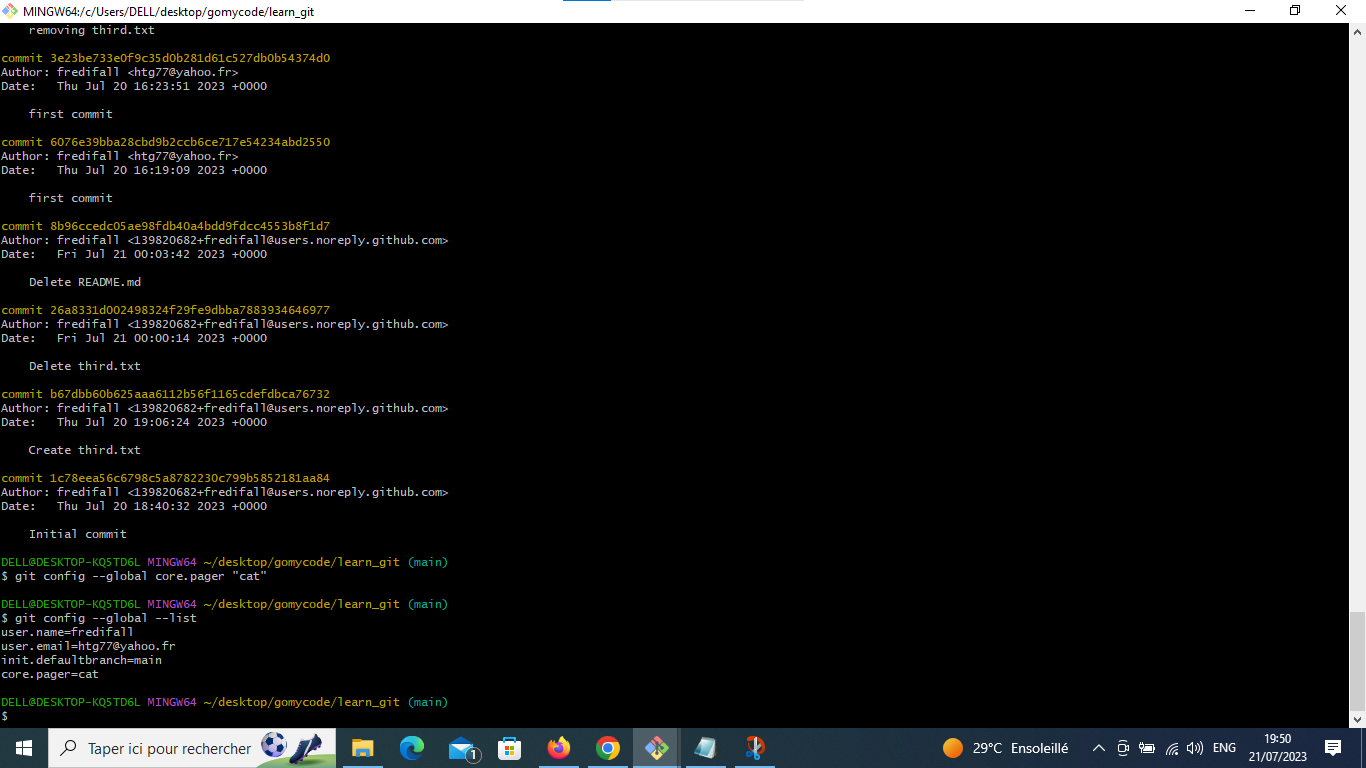 MINGW64:/c/Users/DELL/desktop/gomycode/learn_git
    removing third.txt
commit 3e23be733e0f9c35d0b281d61c527db0b54374d0
Author: fredifall <htg77@yahoo.fr>
Date:   Thu Jul 20 16:23:51 2023 +0000
    first commit
commit 6076e39bba28cbd9b2ccb6ce717e54234abd2550
Author: fredifall <htg77@yahoo.fr>
Date:   Thu Jul 20 16:19:09 2023 +0000
    first commit
commit 8b96ccedc05ae98fdb40a4bdd9fdcc4553b8f1d7
Author: fredifall <139820682+fredifall@users.noreply.github.com>
Date:   Fri Jul 21 00:03:42 2023 +0000
    Delete README.md
commit 26a8331d002498324f29fe9dbba7883934646977
Author: fredifall <139820682+fredifall@users.noreply.github.com>
Date:   Fri Jul 21 00:00:14 2023 +0000
    Delete third.txt
commit b67dbb60b625aaa6112b56f1165cdefdbca76732
Author: fredifall <139820682+fredifall@users.noreply.github.com>
Date:   Thu Jul 20 19:06:24 2023 +0000
    Create third.txt
commit 1c78eea56c6798c5a8782230c799b5852181aa84
Author: fredifall <139820682+fredifall@users.noreply.github.com>
Date:   Thu Jul 20 18:40:32 2023 +0000
    Initial commit
DELL@DESKTOP-KQ5TD6L MINGW64 ~/desktop/gomycode/learn_git (main)
$ git config --global core.pager "cat"
DELL@DESKTOP-KQ5TD6L MINGW64 ~/desktop/gomycode/learn_git (main)
$ git config --global --list
user.name=fredifall
user.email=htg77@yahoo.fr
init.defaultbranch=main
core.pager=cat
DELL@DESKTOP-KQ5TD6L MINGW64 ~/desktop/gomycode/learn_git (main)
$
Taper ici pour rechercher
1
29°C Ensoleillé
ENG
19:50
21/07/2023